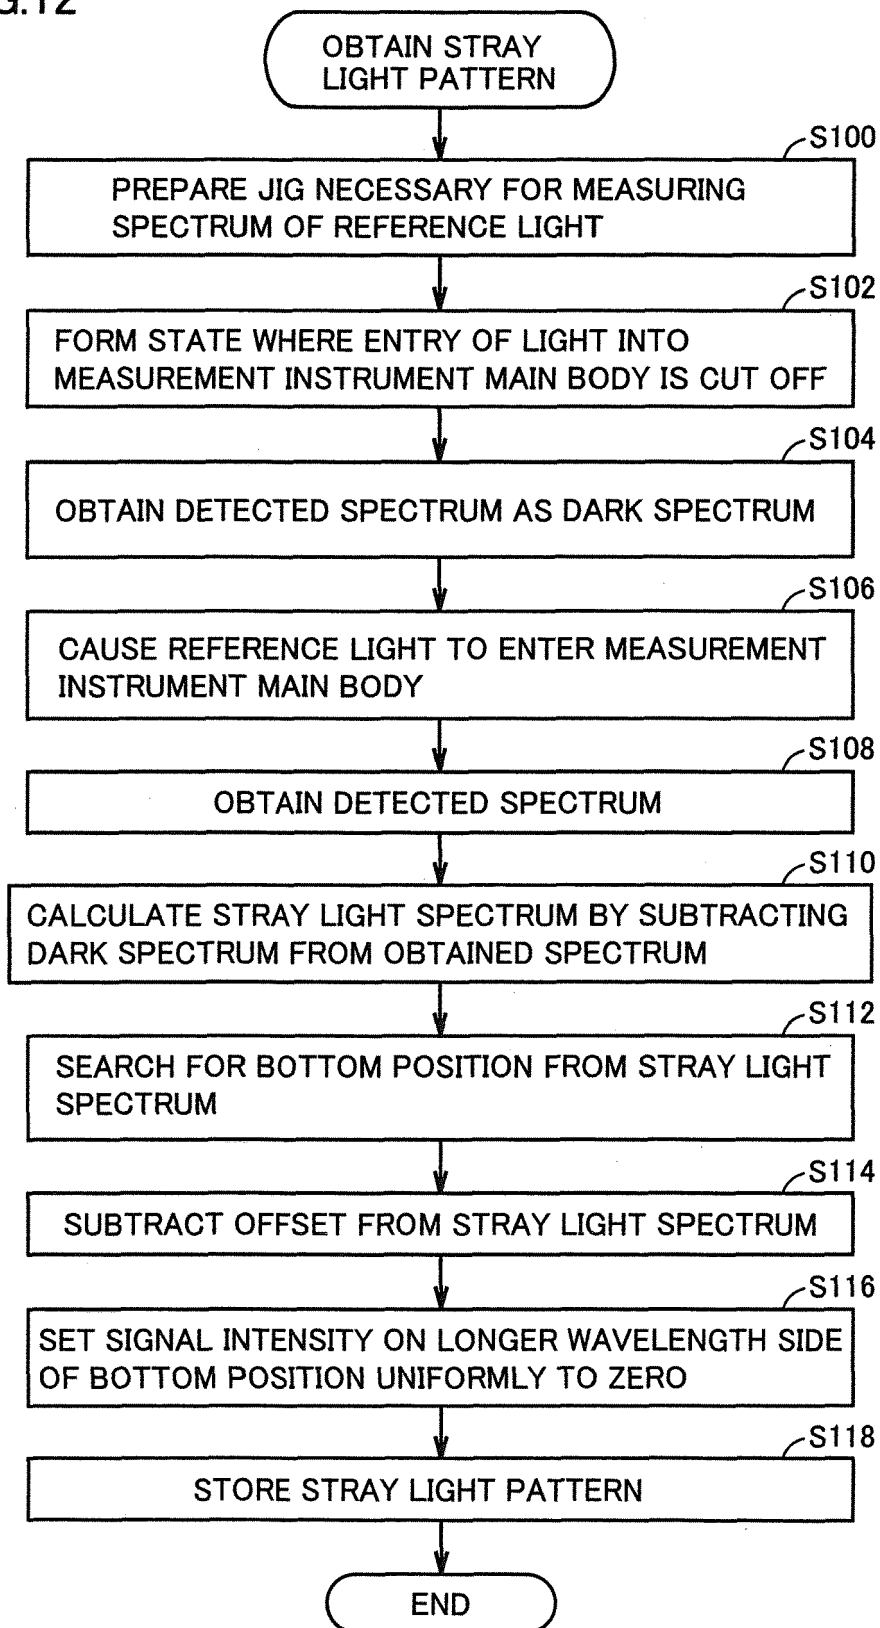 G.12
OBTAIN STRAY
LIGHT PATTERN
S100
PREPARE JIG NECESSARY FOR MEASURING
SPECTRUM OF REFERENCE LIGHT
S102
FORM STATE WHERE ENTRY OF LIGHT INTO
MEASUREMENT INSTRUMENT MAIN BODY IS CUT OFF
S104
OBTAIN DETECTED SPECTRUM AS DARK SPECTRUM
S106
CAUSE REFERENCE LIGHT TO ENTER MEASUREMENT
INSTRUMENT MAIN BODY
S108
OBTAIN DETECTED SPECTRUM
S110
CALCULATE STRAY LIGHT SPECTRUM BY SUBTRACTING
DARK SPECTRUM FROM OBTAINED SPECTRUM
S112
SEARCH FOR BOTTOM POSITION FROM STRAY LIGHT
SPECTRUM
S114
SUBTRACT OFFSET FROM STRAY LIGHT SPECTRUM
S116
SET SIGNAL INTENSITY ON LONGER WAVELENGTH SIDE
OF BOTTOM POSITION UNIFORMLY TO ZERO
S118
STORE STRAY LIGHT PATTERN
END